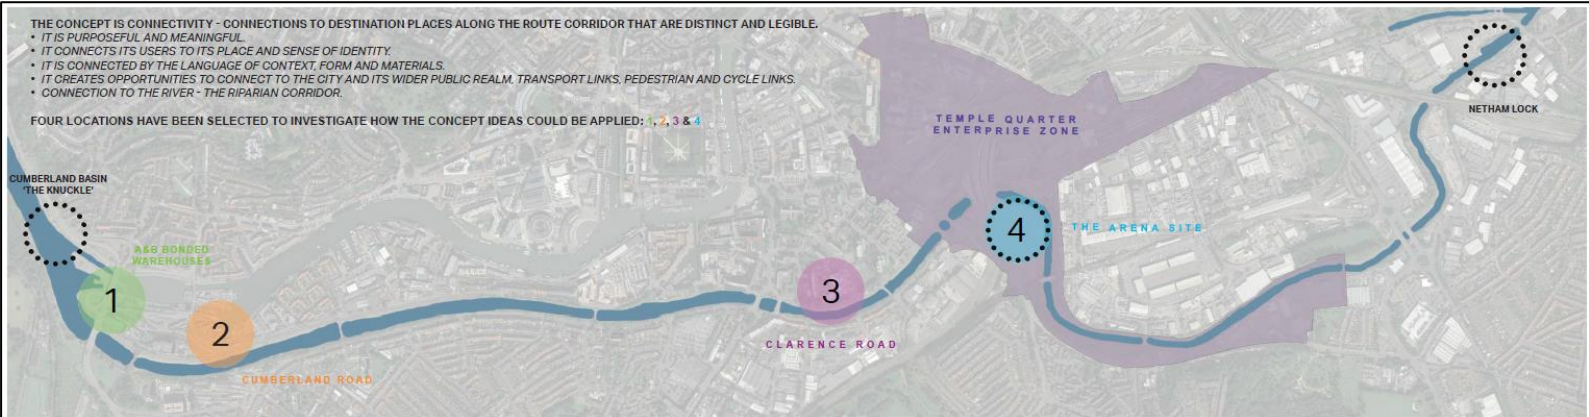 THE CONCEPT IS CONNECTIVITY - CONNECTIONS TO DESTINATION PLACES ALONG THE ROUTE CORRIDOR THAT ARE DISTINCT AND LEGIBLE.
• IT IS PURPOSEFUL AND MEANINGFUL.
• IT CONNECTS ITS USERS TO ITS PLACE AND SENSE OF IDENTITY.
• IT IS CONNECTED BY THE LANGUAGE OF CONTEXT, FORM AND MATERIALS.
• IT CREATES OPPORTUNITIES TO CONNECT TO THE CITY AND ITS WIDER PUBLIC REALM. TRANSPORT LINKS, PEDESTRIAN AND CYCLE LINKS.
• CONNECTION TO THE RIVER - THE RIPARIAN CORRIDOR.
FOUR LOCATIONS HAVE BEEN SELECTED TO INVESTIGATE HOW THE CONCEPT IDEAS COULD BE APPLIED: 1, 2, 3 & 4
CUMBERLAND BASIN
'THE KNUCKLE'
A&B BONDED
WAREHOUSES
1
2
CUMBERLAND ROAD
3
CLARENCE ROAD
TEMPLE QUARTER
ENTERPRISE ZONE
4
THE ARENA SITE
NETHAM LOCK